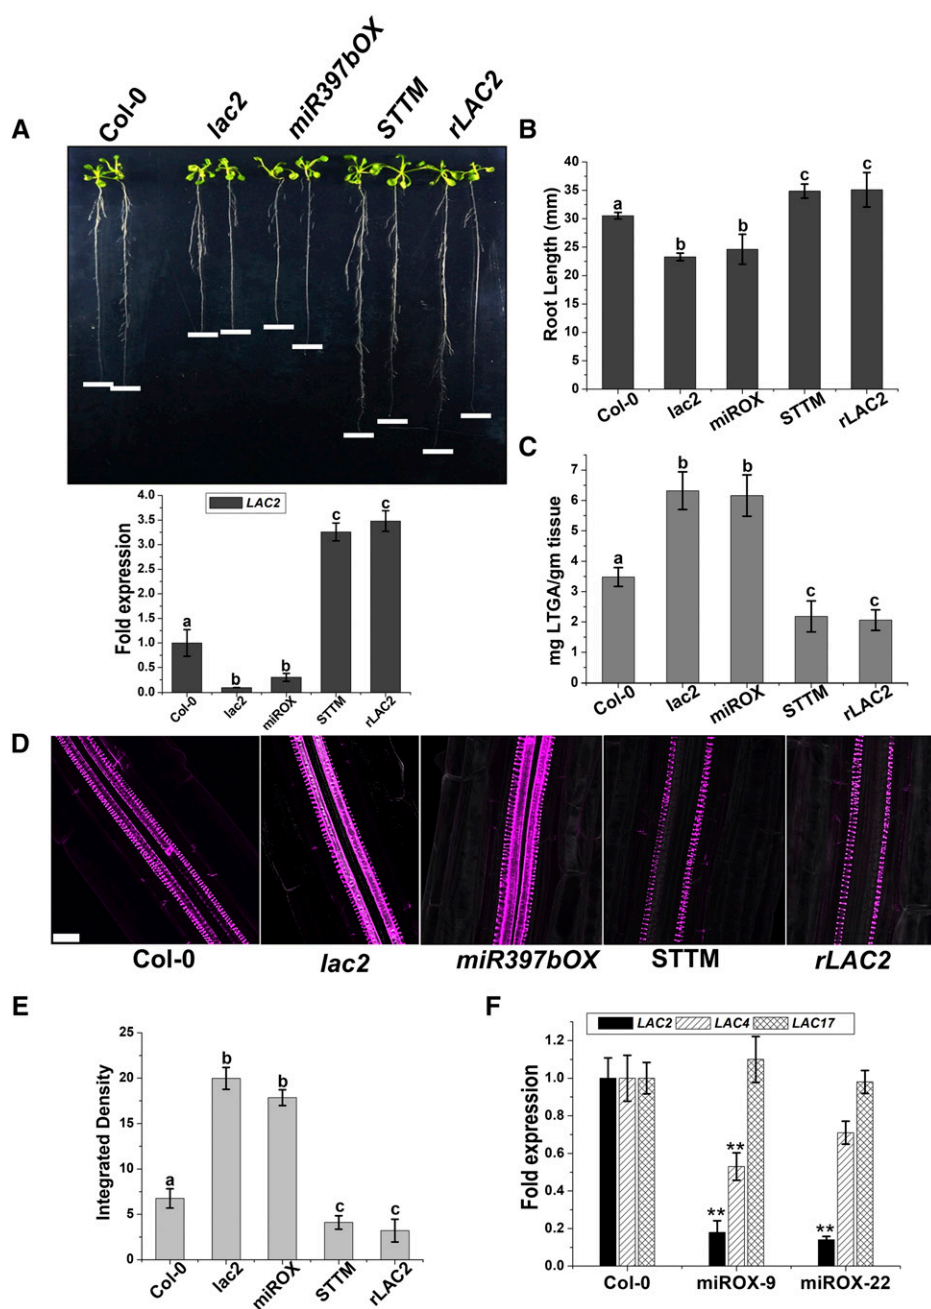 A
Col-0
lac2
miR397bOX
STTM
rLAC2
LAC2
Fold expression
4.0
3.5
3.0
2.5
2.0
1.5
1.0
0.5
0.0
a
b
b
c
c
Col-0
lac2
miROX
STTM
rLAC2
B
Root Length (mm)
40
35
30
25
20
15
10
5
0
a
b
b
c
c
Col-0
lac2
miROX
STTM
rLAC2
C
mg LTGA/gm tissue
7
6
5
4
3
2
1
0
a
b
b
c
c
Col-0
lac2
miROX
STTM
rLAC2
D
Col-0
lac2
miR397bOX
STTM
rLAC2
E
Integrated Density
25
20
15
10
5
0
a
b
b
c
c
Col-0
lac2
miROX
STTM
rLAC2
F
LAC2 LAC4 LAC17
Fold expression
1.2
1.0
0.8
0.6
0.4
0.2
0.0
**
**
**
Col-0
miROX-9
miROX-22